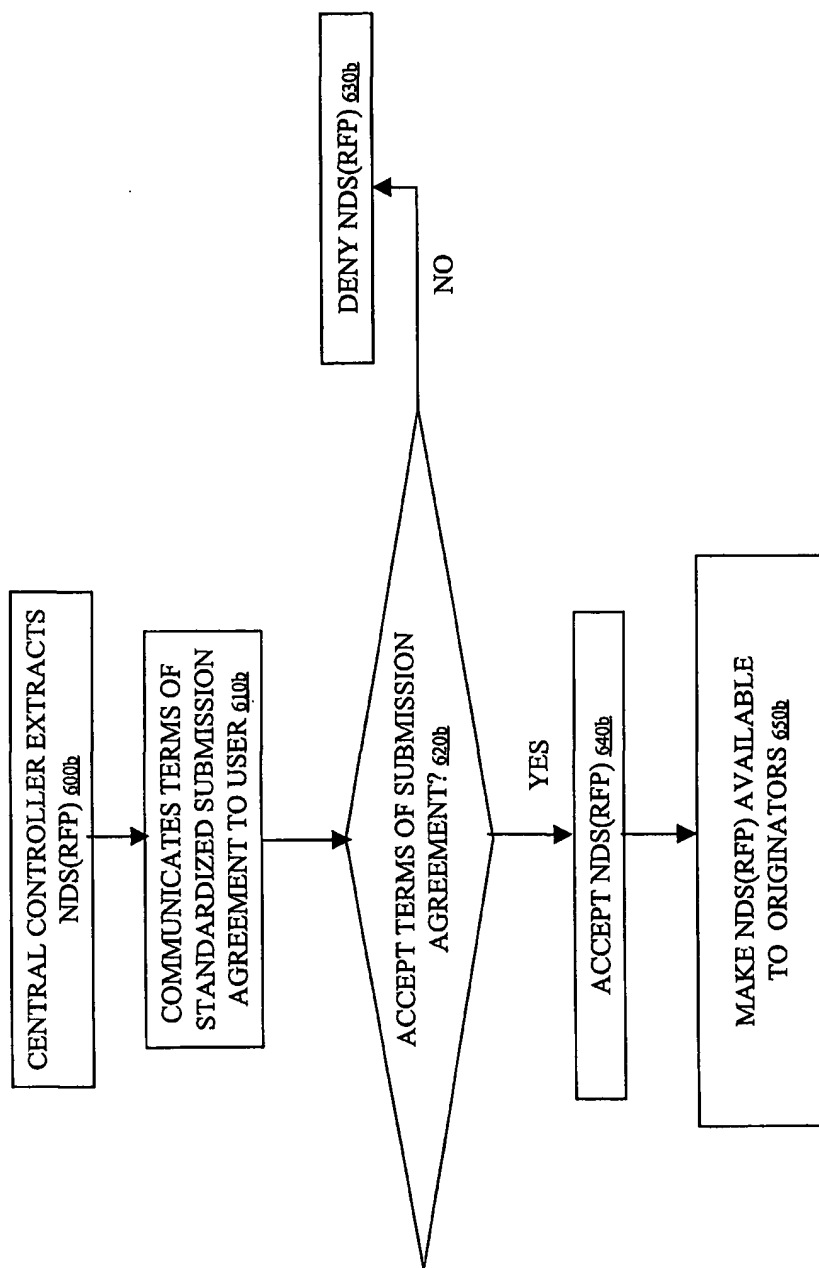 CENTRAL CONTROLLER EXTRACTS
NDS(RFP) 600b
COMMUNICATES TERMS OF
STANDARDIZED SUBMISSION
AGREEMENT TO USER 610b
ACCEPT TERMS OF SUBMISSION
AGREEMENT? 620b
NO
DENY NDS(RFP) 630b
YES
ACCEPT NDS(RFP) 640b
MAKE NDS(RFP) AVAILABLE
TO ORIGINATORS 650b